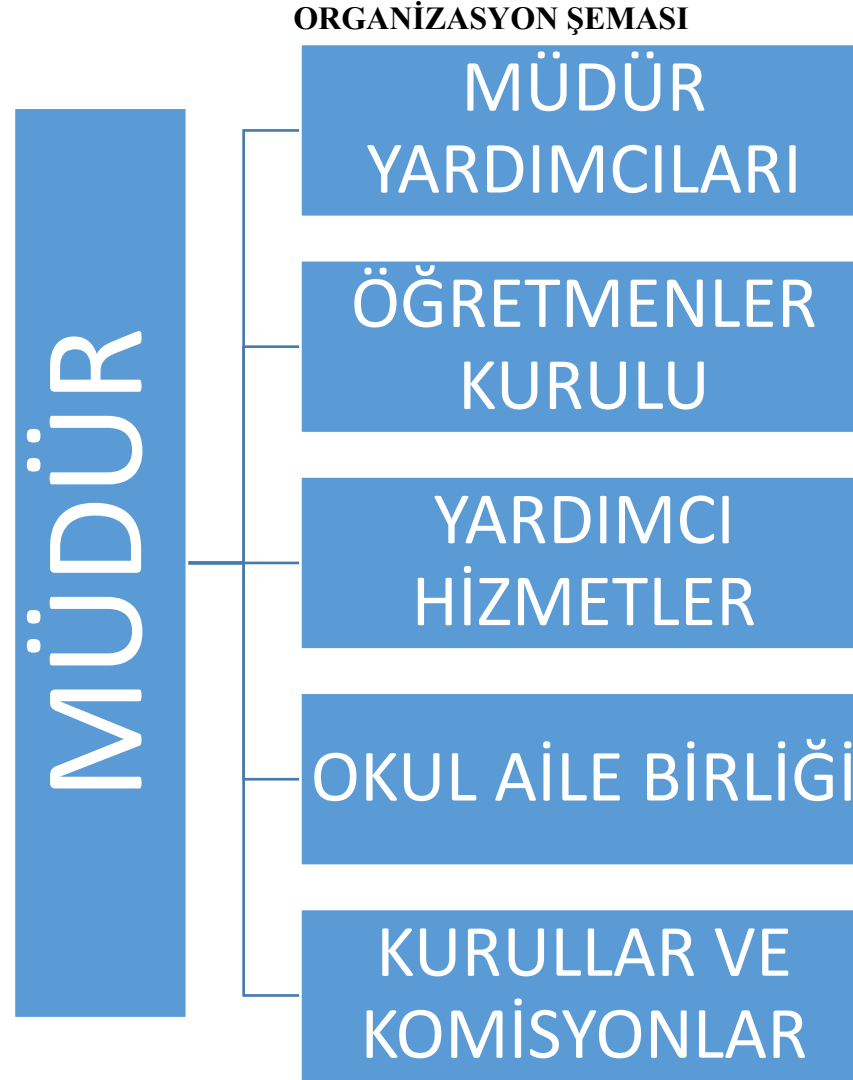 ORGANİZASYON ŞEMASI
MÜDÜR
MÜDÜR
YARDIMCILARI
ÖĞRETMENLER
KURULU
YARDIMCI
HİZMETLER
OKUL AİLE BİRLİĞİ
KURULLAR VE
KOMİSYONLAR